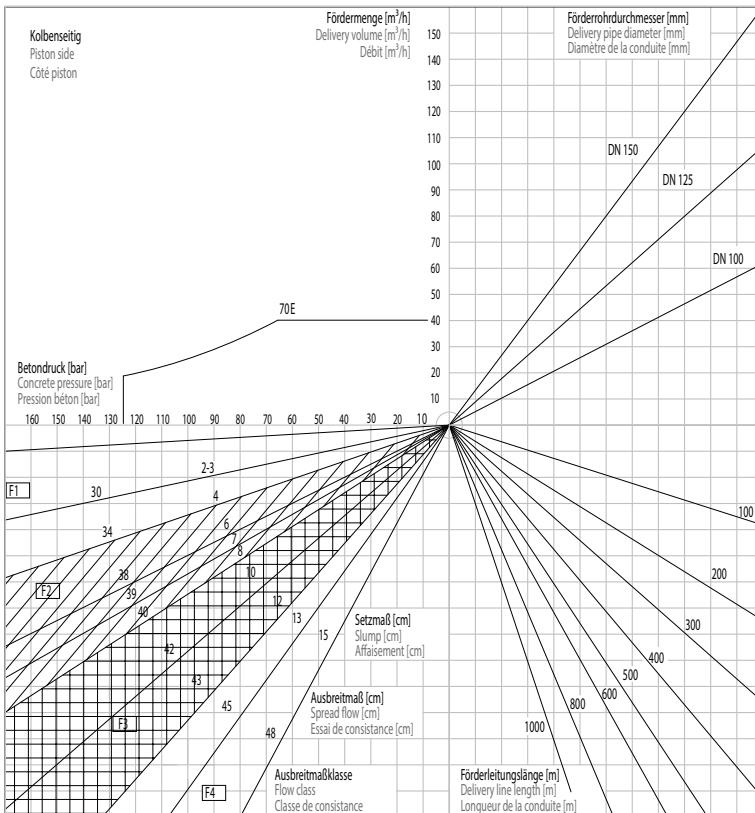 Kolbenseitig
Piston side
Côté piston
Fördermenge [m³/h]
Delivery volume [m³/h]
Débit [m³/h]
Förderrohrdurchmesser [mm]
Delivery pipe diameter [mm]
Diamètre de la conduite [mm]
150
140
130
120
110
100
90
80
70
60
50
40
30
20
10
DN 150
DN 125
DN 100
70E
Betondruck [bar]
Concrete pressure [bar]
Pression béton [bar]
160 150 140 130 120 110 100 90 80 70 60 50 40 30 20 10
2-3
F1
30
4
34
6
7
8
38
39
40
F2
10
12
13
15
42
43
45
48
F3
F4
Setzmaß [cm]
Slump [cm]
Affaisement [cm]
Ausbreitmaß [cm]
Spread flow [cm]
Essai de consistance [cm]
Ausbreitmaßklasse
Flow class
Classe de consistance
100
200
300
400
500
600
800
1000
Förderleitungslänge [m]
Delivery line length [m]
Longueur de la conduite [m]